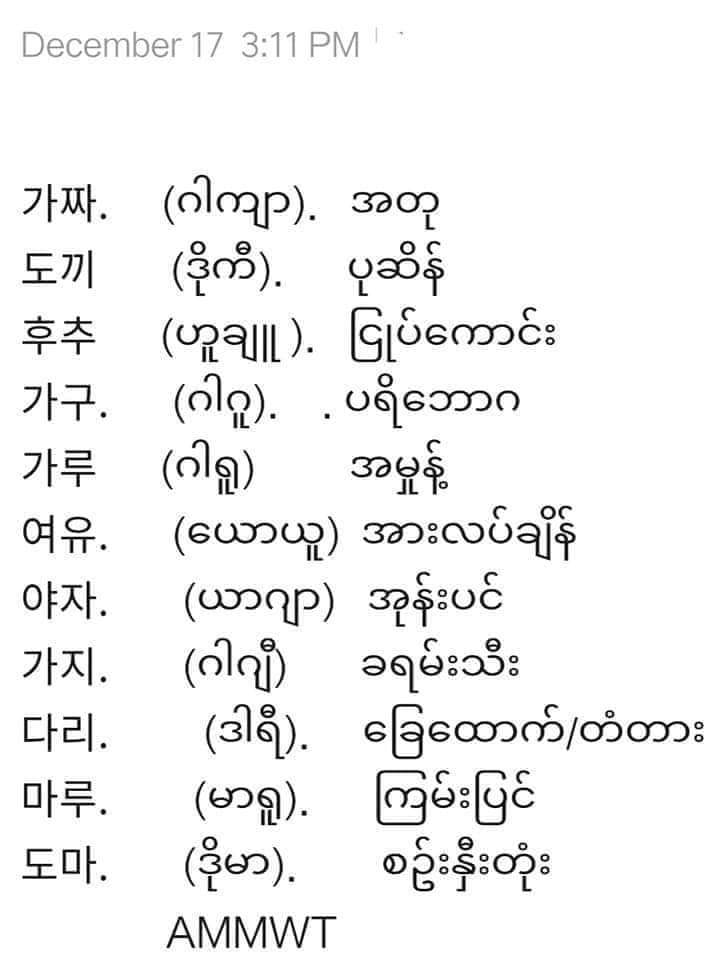 December 17 3:11 PM
가짜. (ဂါကျာ). အတု
도끼 (ဒိုကီ). ပုဆိန်
후추 (ဟူချူ ). ငြုပ်ကောင်း
가구. (ဂါဂူ). . ပရိဘောဂ
가루 (ဂါရူ) အမှုန့်
여유. (ယောယူ) အားလပ်ချိန်
야자. (ယာဂျာ) အုန်းပင်
가지. (ဂါဂျီ) ခရမ်းသီး
다리. (ဒါရီ). ခြေထောက်/တံတား
마루. (မာရူ). ကြမ်းပြင်
도마. (ဒိုမာ). စဉ်းနှီးတုံး
AMMWT